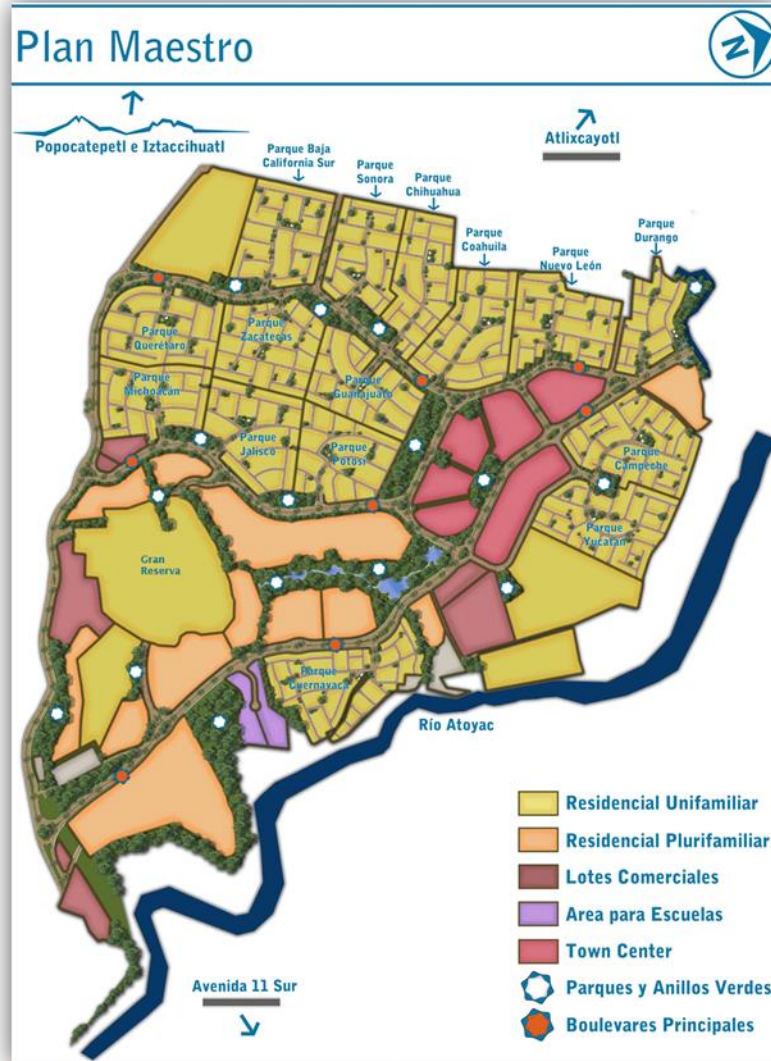 Plan Maestro
N
Popocatepetl e Iztaccihuatl
Atlixcayotl
Parque Baja
California Sur
Parque
Sonora
Parque
Chihuahua
Parque
Coahuila
Parque
Nuevo León
Parque
Durango
Parque
Querétaro
Parque
Zacatecas
Parque
Michoacán
Parque
Guanajuato
Parque
Jalisco
Parque
Potosí
Parque
Campeche
Parque
Yucatán
Gran
Reserva
Parque
Cuernavaca
Río Atoyac
Residencial Unifamiliar
Residencial Plurifamiliar
Lotes Comerciales
Area para Escuelas
Town Center
Parques y Anillos Verdes
Boulevares Principales
Avenida 11 Sur